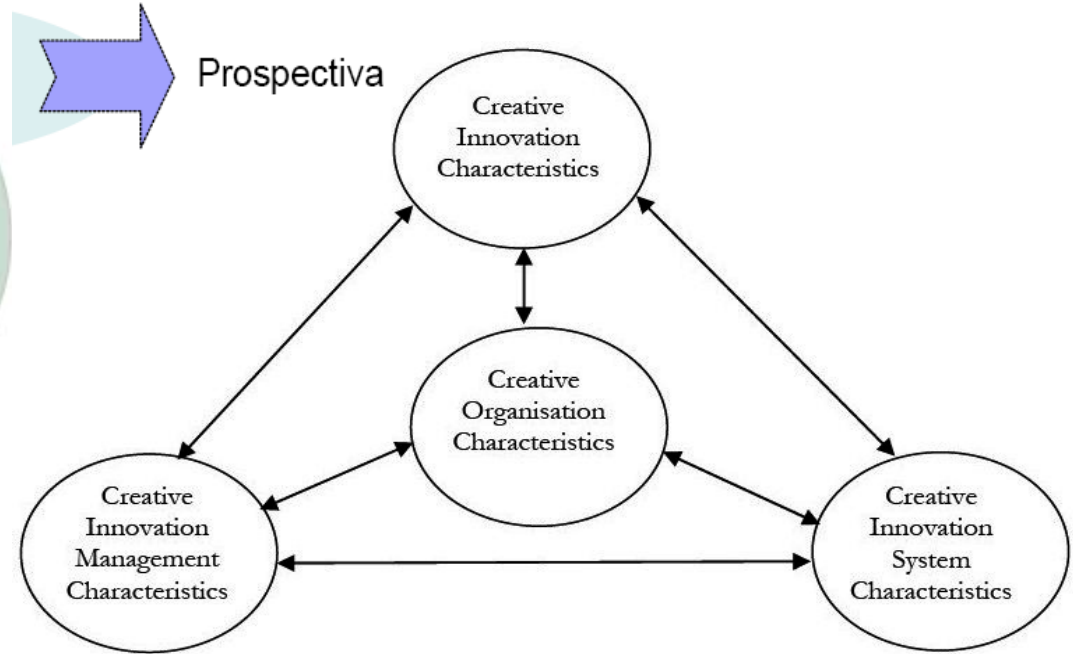 Prospectiva
Creative
Innovation
Characteristics
Creative
Organisation
Characteristics
Creative
Innovation
Management
Characteristics
Creative
Innovation
System
Characteristics